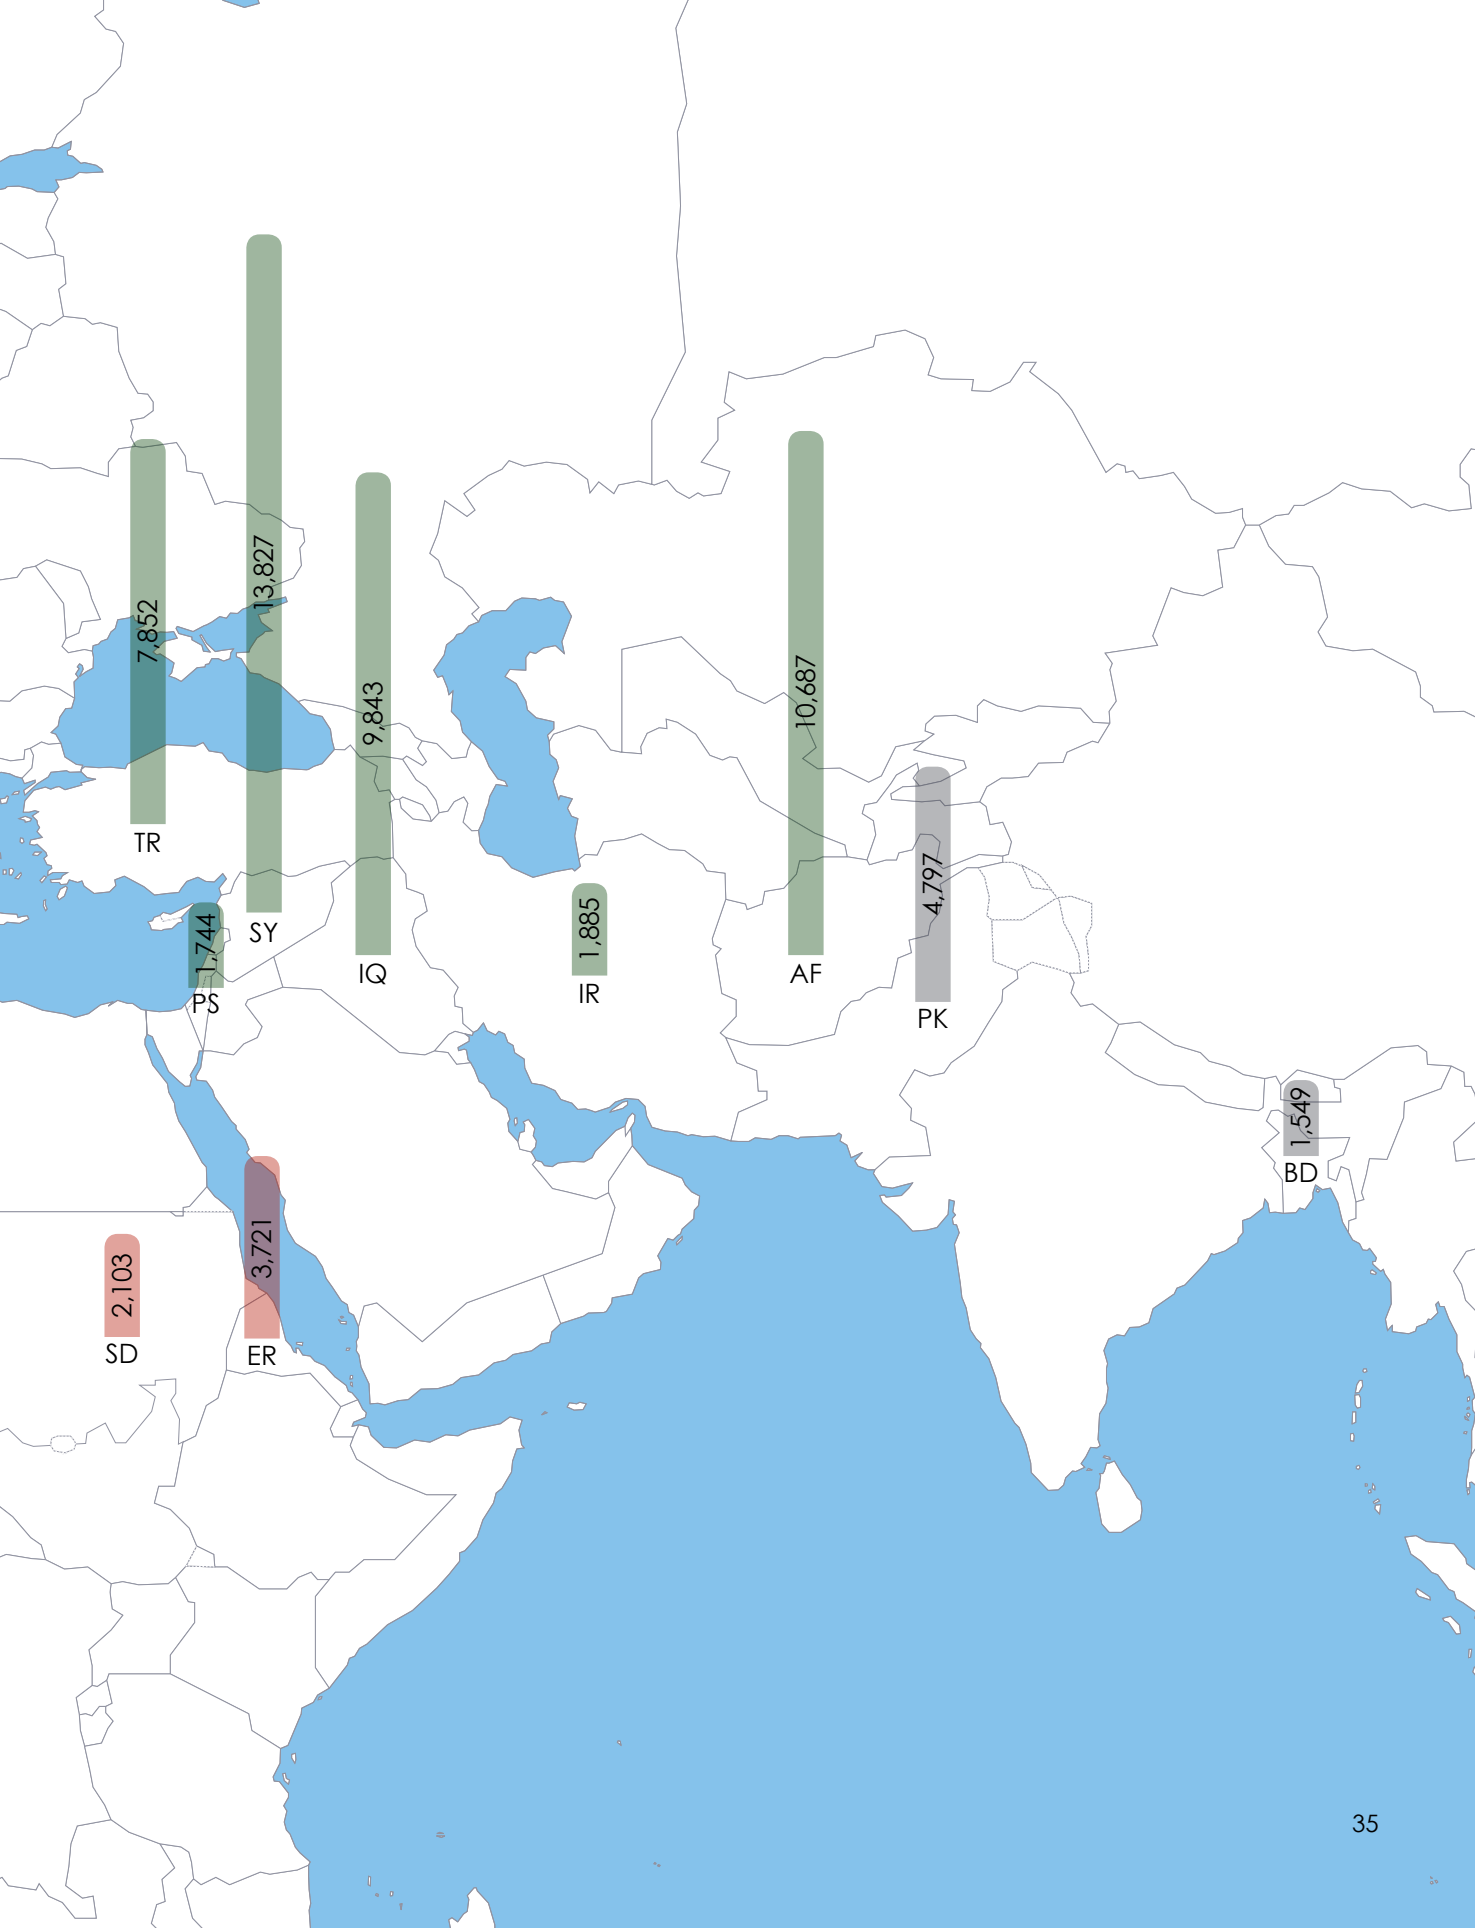 13,827
SY
7,852
TR
9,843
IQ
10,687
AF
4,797
PK
1,885
IR
1,744
PS
1,549
BD
3,721
ER
2,103
SD
35